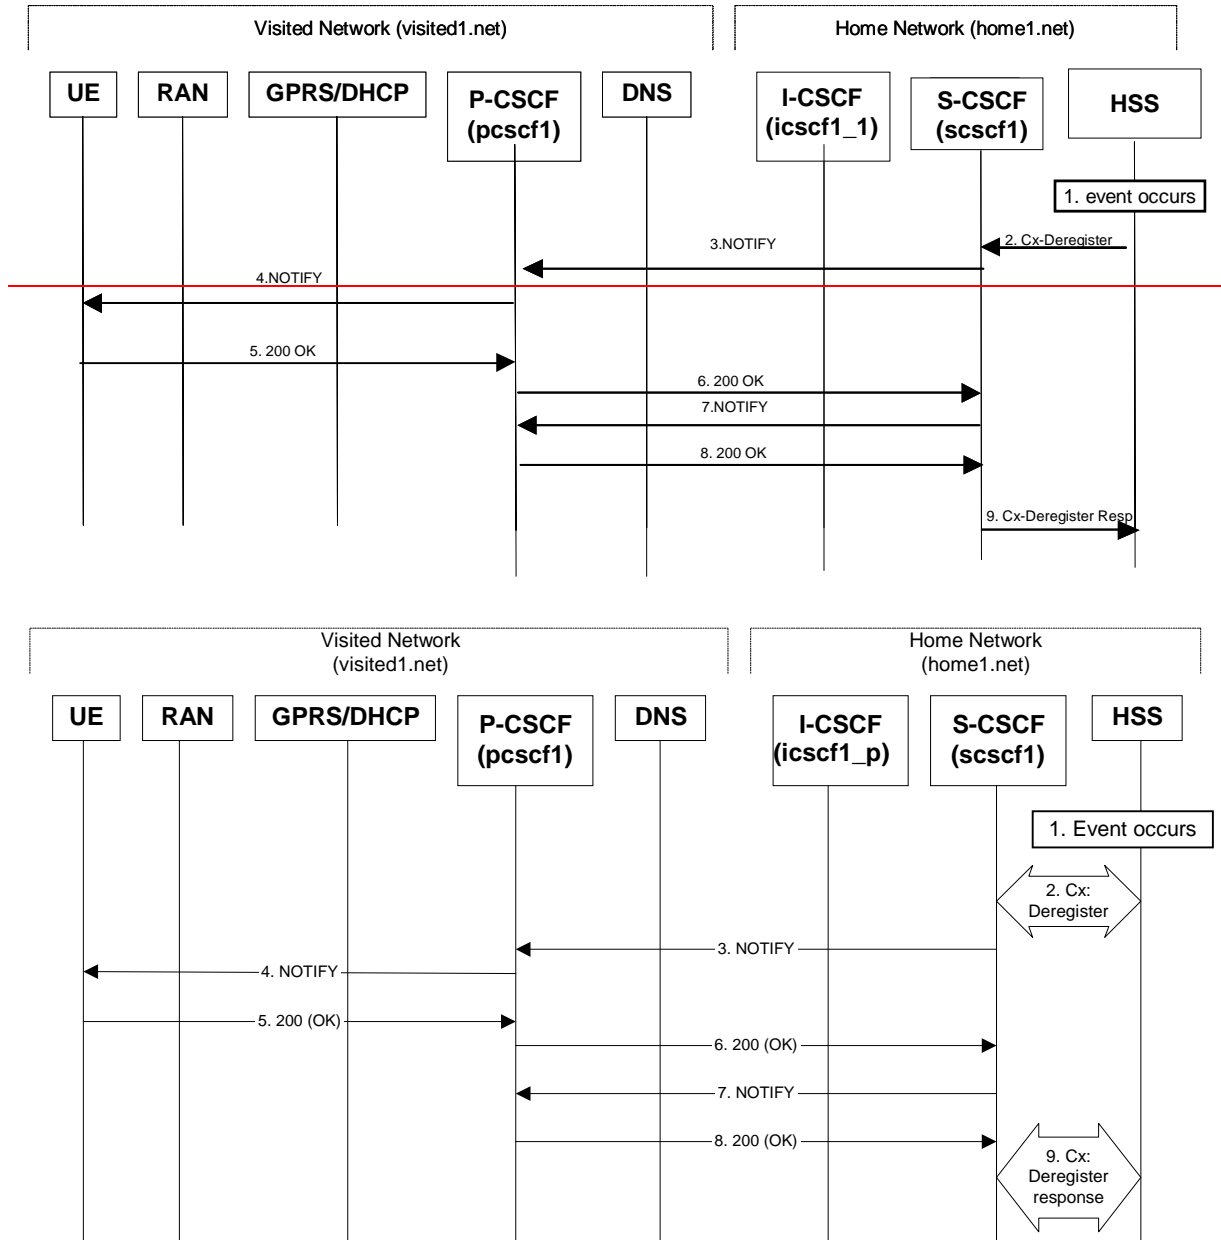 Visited Network (visited1.net)
Home Network (home1.net)
UE
RAN
GPRS/DHCP
P-CSCF
(pcscf1)
DNS
I-CSCF
(icscf1_1)
S-CSCF
(scscf1)
HSS
1. event occurs
2. Cx-Deregister
3.NOTIFY
4.NOTIFY
5. 200 OK
6. 200 OK
7.NOTIFY
8. 200 OK
9. Cx-Deregister Resp
Visited Network
(visited1.net)
Home Network
(home1.net)
UE
RAN
GPRS/DHCP
P-CSCF
(pcscf1)
DNS
I-CSCF
(icscf1_p)
S-CSCF
(scscf1)
HSS
1. Event occurs
2. Cx:
Deregister
3. NOTIFY
4. NOTIFY
5. 200 (OK)
6. 200 (OK)
7. NOTIFY
8. 200 (OK)
9. Cx:
Deregister
response